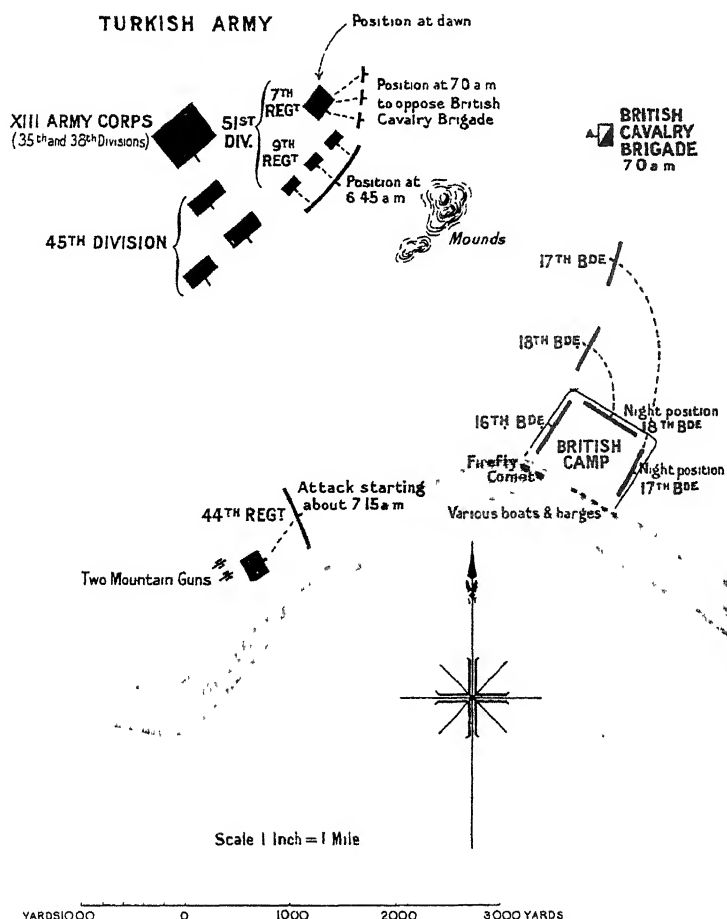 TURKISH ARMY
Position at dawn
7TH REGT
Position at 7 0 a m
to oppose British
Cavalry Brigade
XIII ARMY CORPS
(35th and 38th Divisions)
51ST DIV.
9TH REGT
BRITISH
CAVALRY
BRIGADE
7 0 a m
Position at
6 45 a m
45TH DIVISION
Mounds
17TH BDE
18TH BDE
16TH BDE
Night position
18TH BDE
BRITISH
CAMP
Firefly
Comet
Night position
17TH BDE
Attack starting
about 7 15 a m
44TH REGT
Various boats & barges
Two Mountain Guns
Scale 1 Inch = 1 Mile
YARDS 1000 0 1000 2000 3000 YARDS